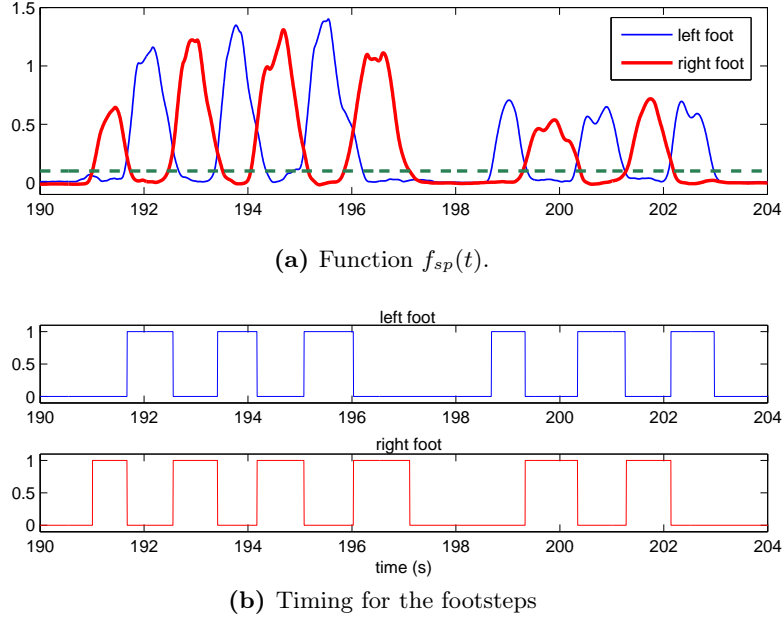 1.5
1
0.5
0
left foot
right foot
190 192 194 196 198 200 202 204
(a) Function f_{sp}(t).
left foot
1
0.5
0
190 192 194 196 198 200 202 204
right foot
1
0.5
0
190 192 194 196 198 200 202 204
time (s)
(b) Timing for the footsteps